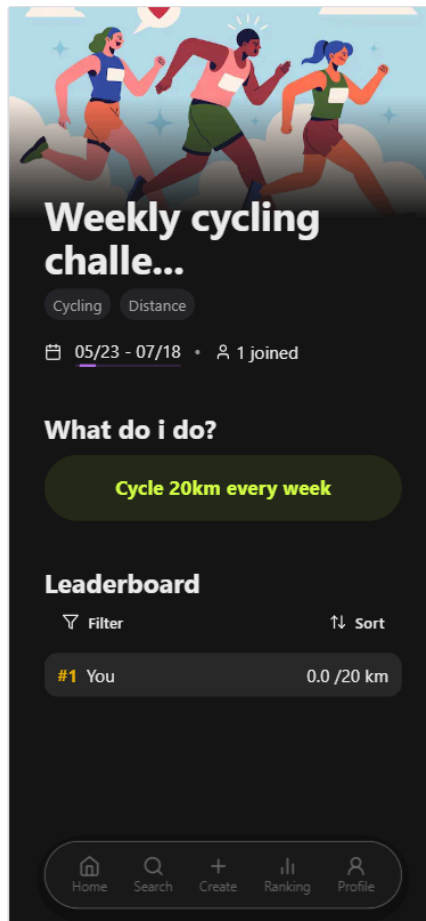 Weekly cycling
challe...
Cycling Distance
05/23 - 07/18 • 1 joined
What do i do?
Cycle 20km every week
Leaderboard
Filter Sort
#1 You 0.0 /20 km
Home Search Create Ranking Profile